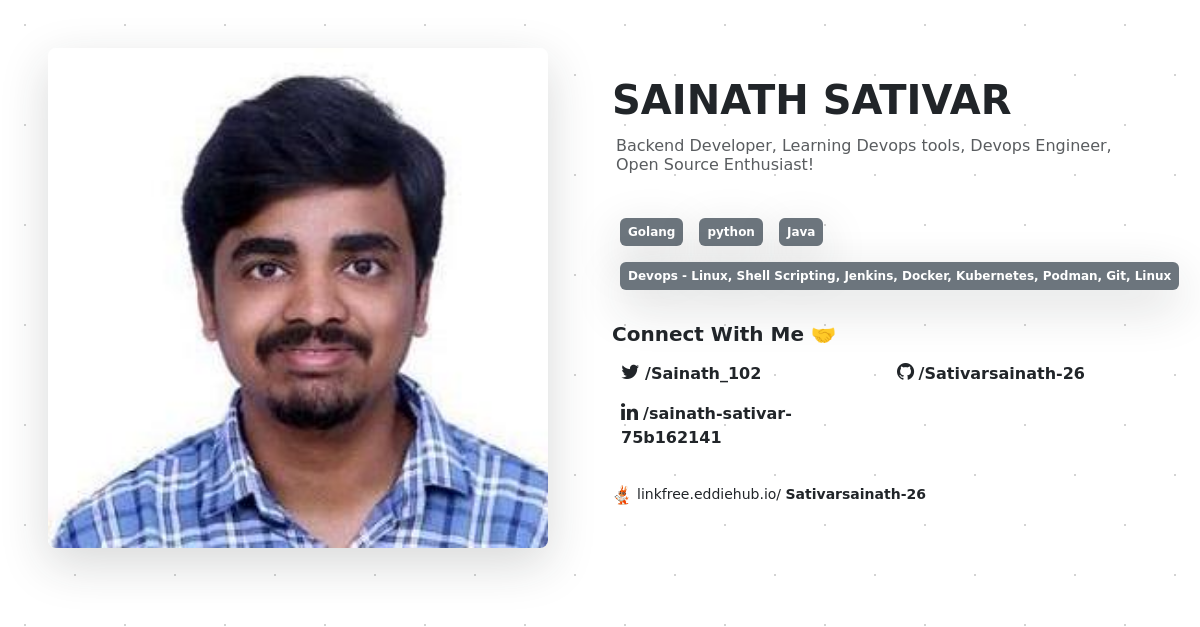 SAINATH SATIVAR
Backend Developer, Learning Devops tools, Devops Engineer,
Open Source Enthusiast!
Golang python Java
Devops - Linux, Shell Scripting, Jenkins, Docker, Kubernetes, Podman, Git, Linux
Connect With Me 🤝
/Sainath_102 /Sativarsainath-26
/sainath-sativar-
75b162141
linkfree.eddiehub.io/ Sativarsainath-26